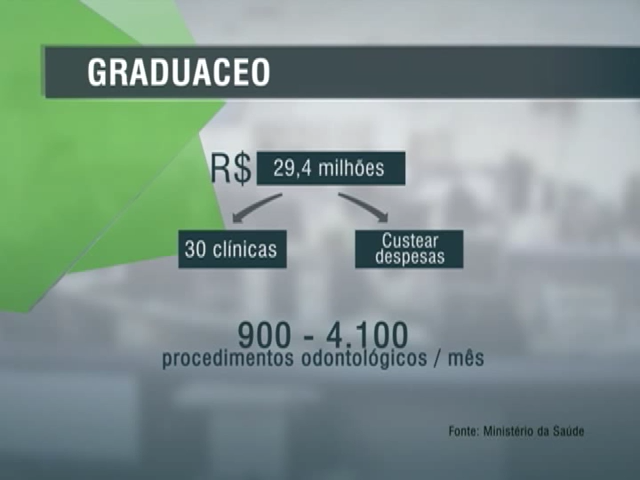 GRADUACEO
R$ 29,4 milhões
30 clínicas
Custear
despesas
900 - 4.100
procedimentos odontológicos / mês
Fonte: Ministério da Saúde